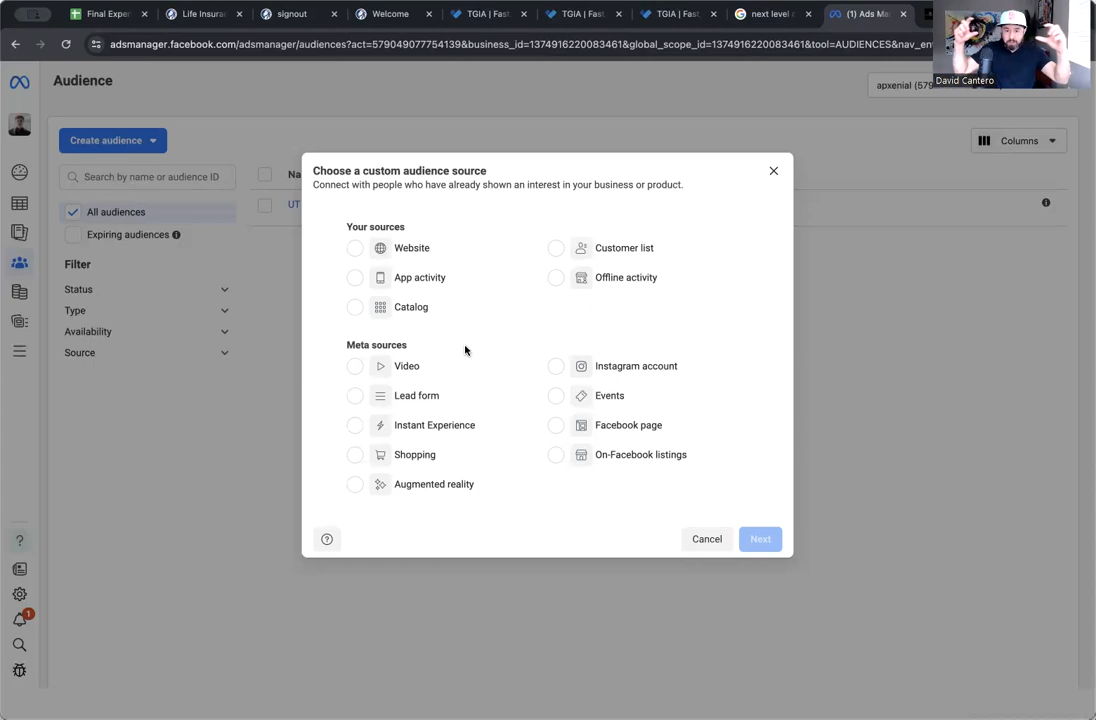 Final Exper
Life Insura
signout
Welcome
TGIA | Fast
TGIA | Fast
TGIA | Fast
next level
(1) Ads Ma
adsmanager.facebook.com/adsmanager/audiences?act=579049077754139&business_id=1374916220083461&global_scope_id=1374916220083461&tool=AUDIENCES&nav_en
David Cantero
Audience
apxenial (579
Create audience
Columns
Search by name or audience ID
Na
All audiences
UT
Expiring audiences
Filter
Status
Type
Availability
Source
Choose a custom audience source
Connect with people who have already shown an interest in your business or product.
Your sources
Website
Customer list
App activity
Offline activity
Catalog
Meta sources
Video
Instagram account
Lead form
Events
Instant Experience
Facebook page
Shopping
On-Facebook listings
Augmented reality
Cancel
Next
1